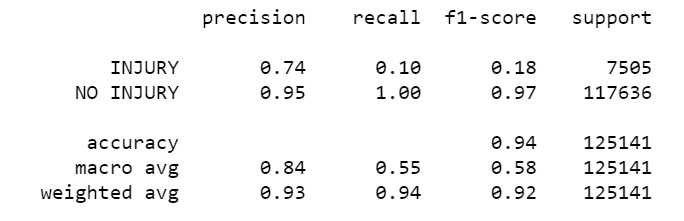 precision recall f1-score support
INJURY 0.74 0.10 0.18 7505
NO INJURY 0.95 1.00 0.97 117636
accuracy 0.94 125141
macro avg 0.84 0.55 0.58 125141
weighted avg 0.93 0.94 0.92 125141